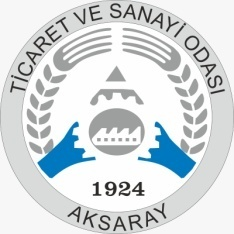 TİCARET VE SANAYİ ODASI
1924
AKSARAY